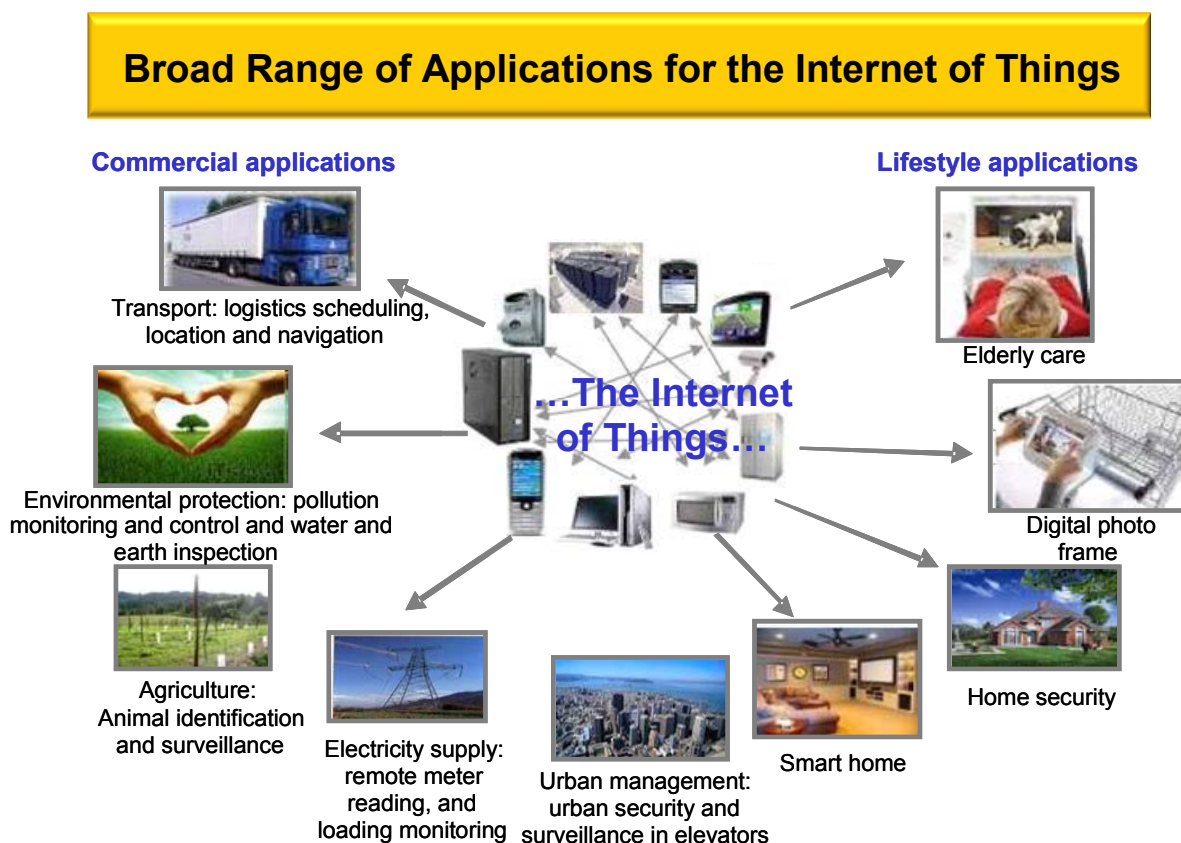 Broad Range of Applications for the Internet of Things
Commercial applications
Lifestyle applications
Transport: logistics scheduling,
location and navigation
Elderly care
…The Internet
of Things…
Environmental protection: pollution
monitoring and control and water and
earth inspection
Digital photo
frame
Agriculture:
Animal identification
and surveillance
Home security
Electricity supply:
remote meter
reading, and
loading monitoring
Urban management:
urban security and
surveillance in elevators
Smart home